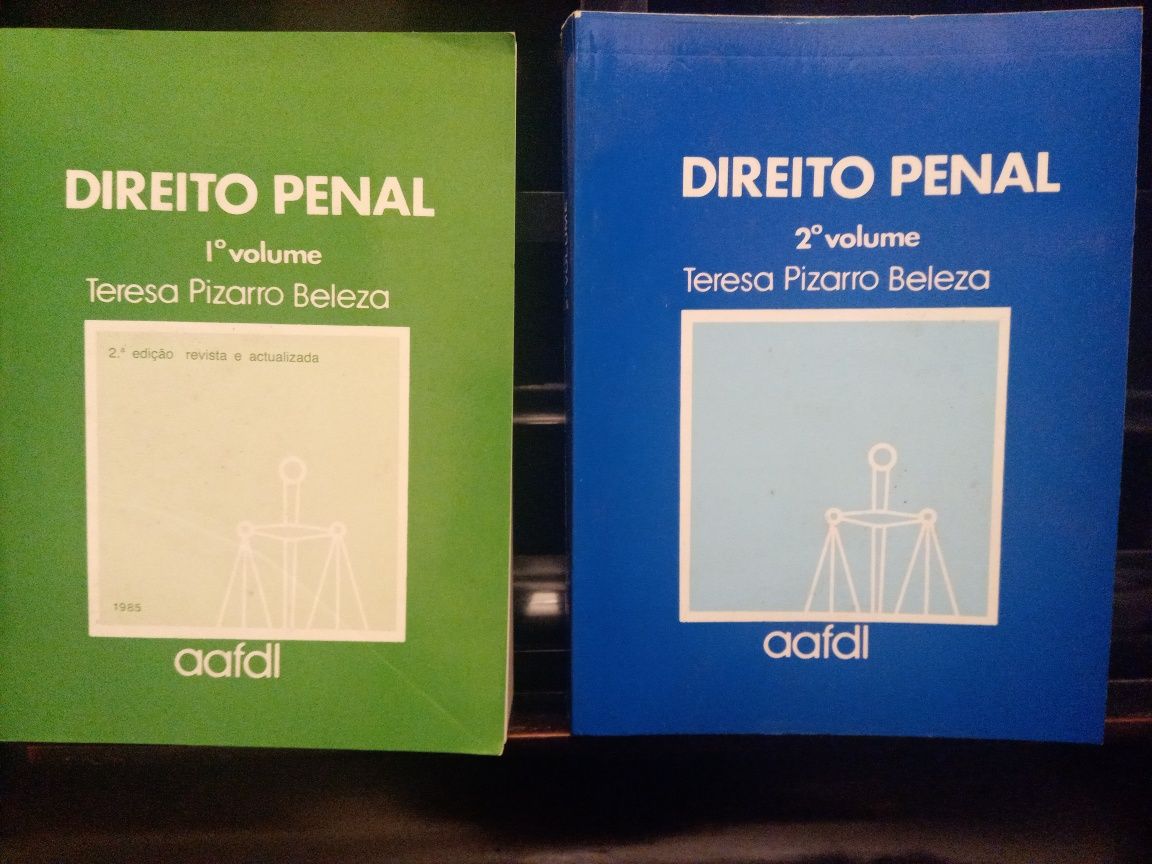 DIREITO PENAL
1º volume
Teresa Pizarro Beleza
2.ª edição revista e actualizada
1985
aafdl
DIREITO PENAL
2º volume
Teresa Pizarro Beleza
aafdl